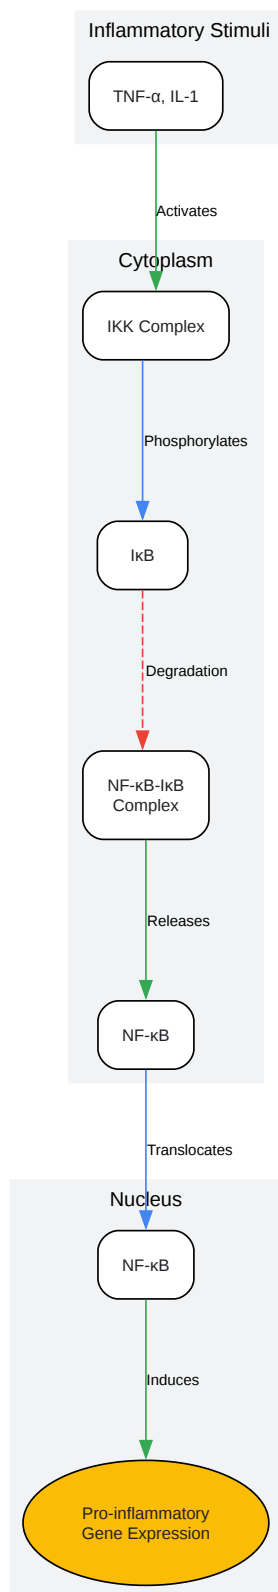 Inflammatory Stimuli
TNF-α, IL-1
Activates
Cytoplasm
IKK Complex
Phosphorylates
IκB
Degradation
NF-κB-IκB
Complex
Releases
NF-κB
Translocates
Nucleus
NF-κB
Induces
Pro-inflammatory
Gene Expression